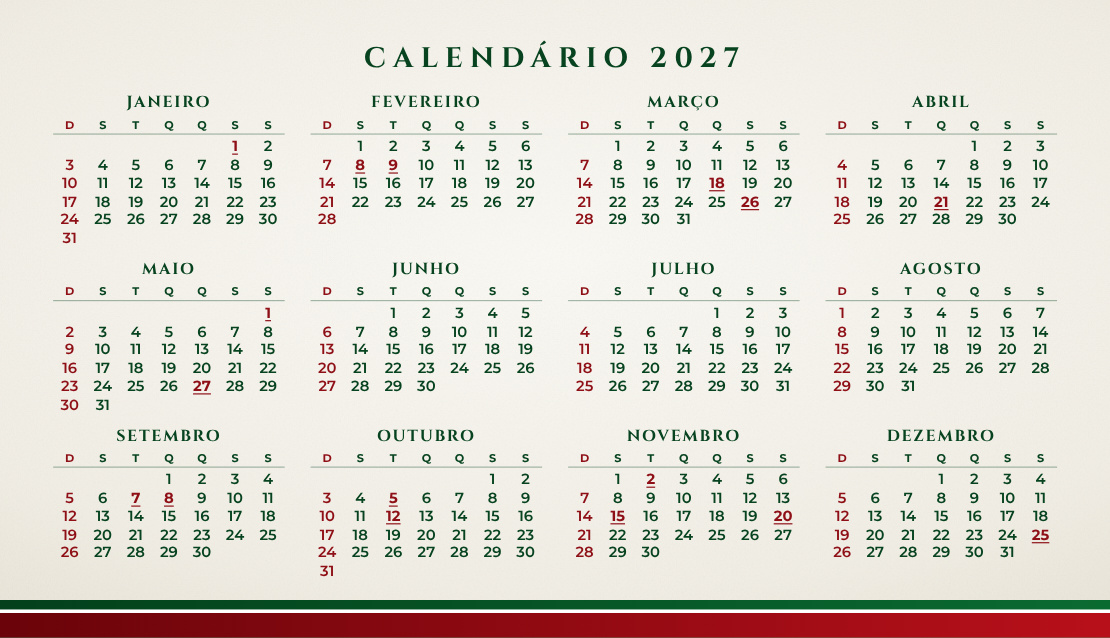 CALENDÁRIO 2027
JANEIRO
D S T Q Q S S
1 2
3 4 5 6 7 8 9
10 11 12 13 14 15 16
17 18 19 20 21 22 23
24 25 26 27 28 29 30
31
FEVEREIRO
D S T Q Q S S
1 2 3 4 5 6
7 8 9 10 11 12 13
14 15 16 17 18 19 20
21 22 23 24 25 26 27
28
MARÇO
D S T Q Q S S
1 2 3 4 5 6
7 8 9 10 11 12 13
14 15 16 17 18 19 20
21 22 23 24 25 26 27
28 29 30 31
ABRIL
D S T Q Q S S
1 2 3
4 5 6 7 8 9 10
11 12 13 14 15 16 17
18 19 20 21 22 23 24
25 26 27 28 29 30
MAIO
D S T Q Q S S
1
2 3 4 5 6 7 8
9 10 11 12 13 14 15
16 17 18 19 20 21 22
23 24 25 26 27 28 29
30 31
JUNHO
D S T Q Q S S
1 2 3 4 5
6 7 8 9 10 11 12
13 14 15 16 17 18 19
20 21 22 23 24 25 26
27 28 29 30
JULHO
D S T Q Q S S
1 2 3
4 5 6 7 8 9 10
11 12 13 14 15 16 17
18 19 20 21 22 23 24
25 26 27 28 29 30 31
AGOSTO
D S T Q Q S S
1 2 3 4 5 6 7
8 9 10 11 12 13 14
15 16 17 18 19 20 21
22 23 24 25 26 27 28
29 30 31
SETEMBRO
D S T Q Q S S
1 2 3 4
5 6 7 8 9 10 11
12 13 14 15 16 17 18
19 20 21 22 23 24 25
26 27 28 29 30
OUTUBRO
D S T Q Q S S
1 2
3 4 5 6 7 8 9
10 11 12 13 14 15 16
17 18 19 20 21 22 23
24 25 26 27 28 29 30
31
NOVEMBRO
D S T Q Q S S
1 2 3 4 5 6
7 8 9 10 11 12 13
14 15 16 17 18 19 20
21 22 23 24 25 26 27
28 29 30
DEZEMBRO
D S T Q Q S S
1 2 3 4
5 6 7 8 9 10 11
12 13 14 15 16 17 18
19 20 21 22 23 24 25
26 27 28 29 30 31